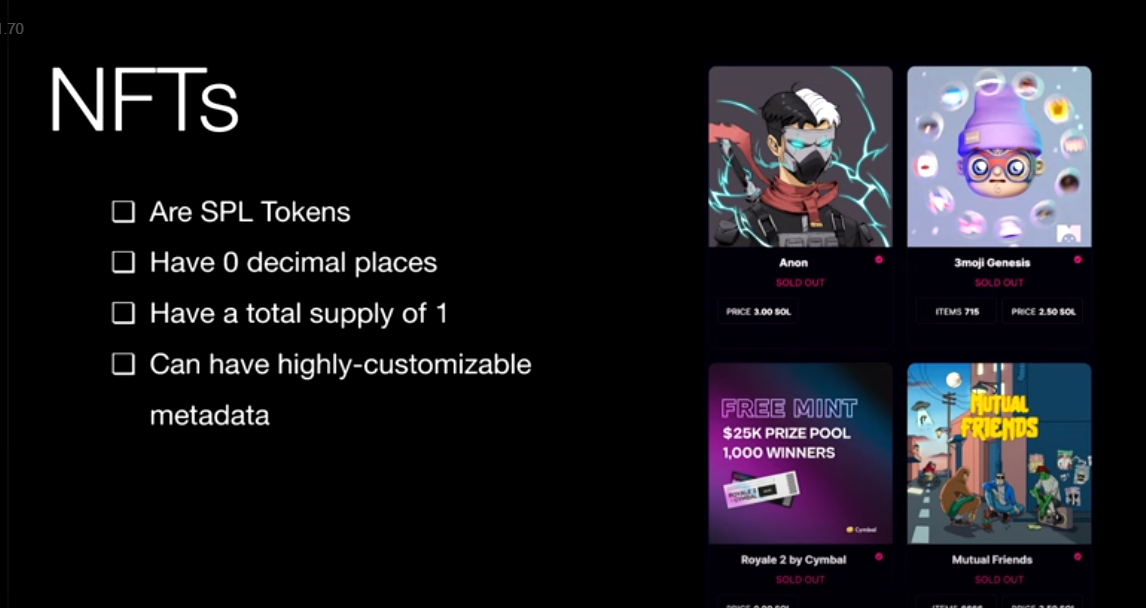 1.70
NFTs
Are SPL Tokens
Have 0 decimal places
Have a total supply of 1
Can have highly-customizable
metadata
Anon
SOLD OUT
PRICE 3.00 SOL
3moji Genesis
SOLD OUT
ITEMS 715 PRICE 2.50 SOL
FREE MINT
$25K PRIZE POOL
1,000 WINNERS
ROYALE 2
CYMBAL
Cymbal
Royale 2 by Cymbal
SOLD OUT
MUTUAL
FRIENDS
Mutual Friends
SOLD OUT